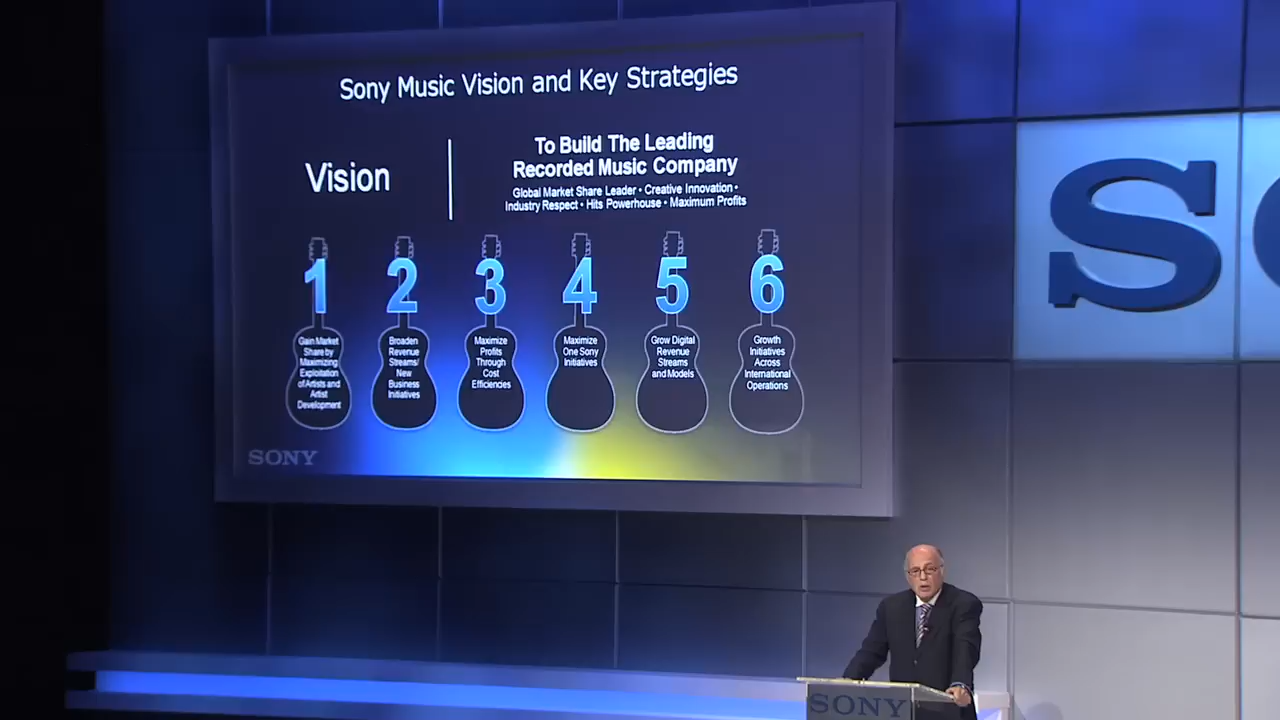 Sony Music Vision and Key Strategies
Vision
To Build The Leading
Recorded Music Company
Global Market Share Leader • Creative Innovation •
Industry Respect • Hits Powerhouse • Maximum Profits
1
Gain Market
Share by
Maximizing
Exploitation
of Artists and
Artist
Development
2
Broaden
Revenue
Streams/
New
Business
Initiatives
3
Maximize
Profits
Through
Cost
Efficiencies
4
Maximize
One Sony
Initiatives
5
Grow Digital
Revenue
Streams
and Models
6
Growth
Initiatives
Across
International
Operations
SONY
S
SONY